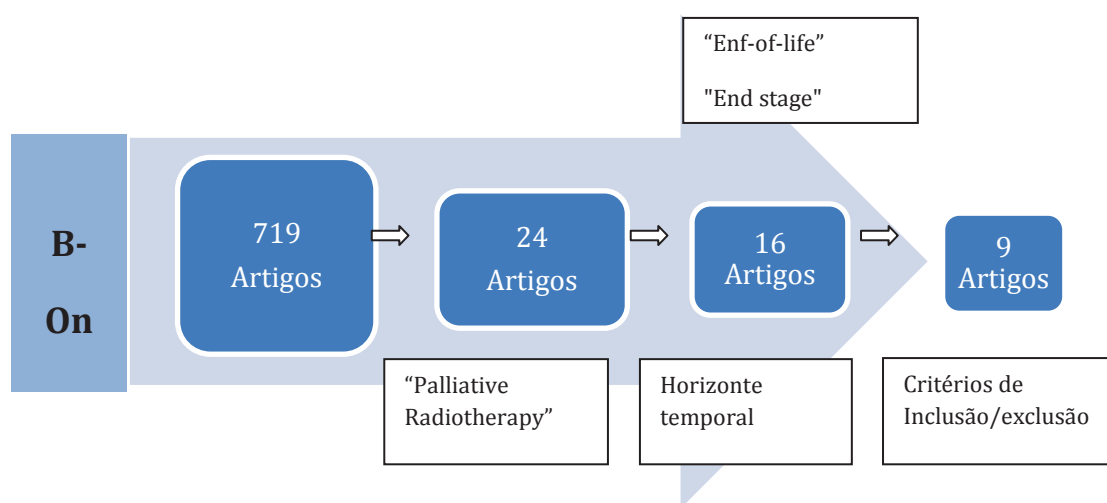 “Enf-of-life”
"End stage"
B-
On
719
Artigos
24
Artigos
16
Artigos
9
Artigos
“Palliative
Radiotherapy”
Horizonte
temporal
Critérios de
Inclusão/exclusão